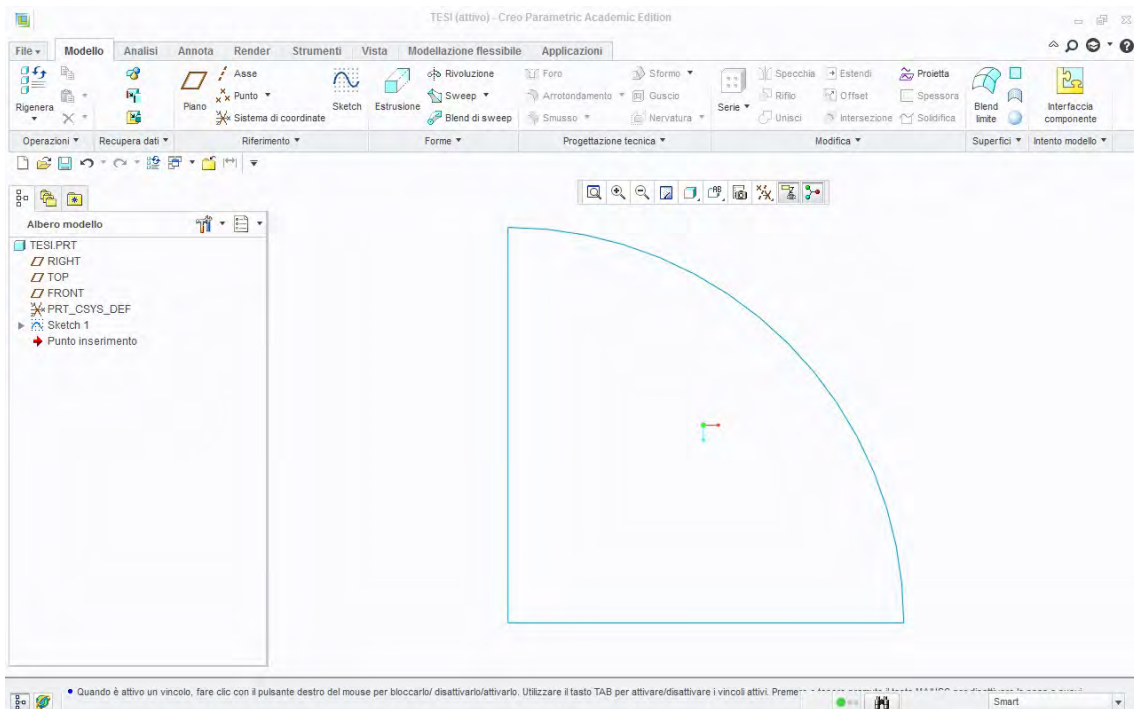 TESI (attivo) - Creo Parametric Academic Edition
File Modello Analisi Annota Render Strumenti Vista Modellazione flessibile Applicazioni
Rigenera
Piano
Asse
Punto
Sistema di coordinate
Sketch
Estrusione
Rivoluzione
Sweep
Blend di sweep
Foro
Arrotondamento
Smusso
Sformo
Guscio
Nervatura
Serie
Specchia
Rifilo
Unisci
Estendi
Offset
Intersezione
Proietta
Spessora
Solidifica
Blend
limite
Interfaccia
componente
Operazioni Recupera dati Riferimento Forme Progettazione tecnica Modifica Superfici Intento modello
Albero modello
TESI.PRT
RIGHT
TOP
FRONT
PRT_CSYS_DEF
Sketch 1
Punto inserimento
Quando è attivo un vincolo, fare clic con il pulsante destro del mouse per bloccarlo/ disattivarlo/attivarlo. Utilizzare il tasto TAB per attivare/disattivare i vincoli attivi.
Smart